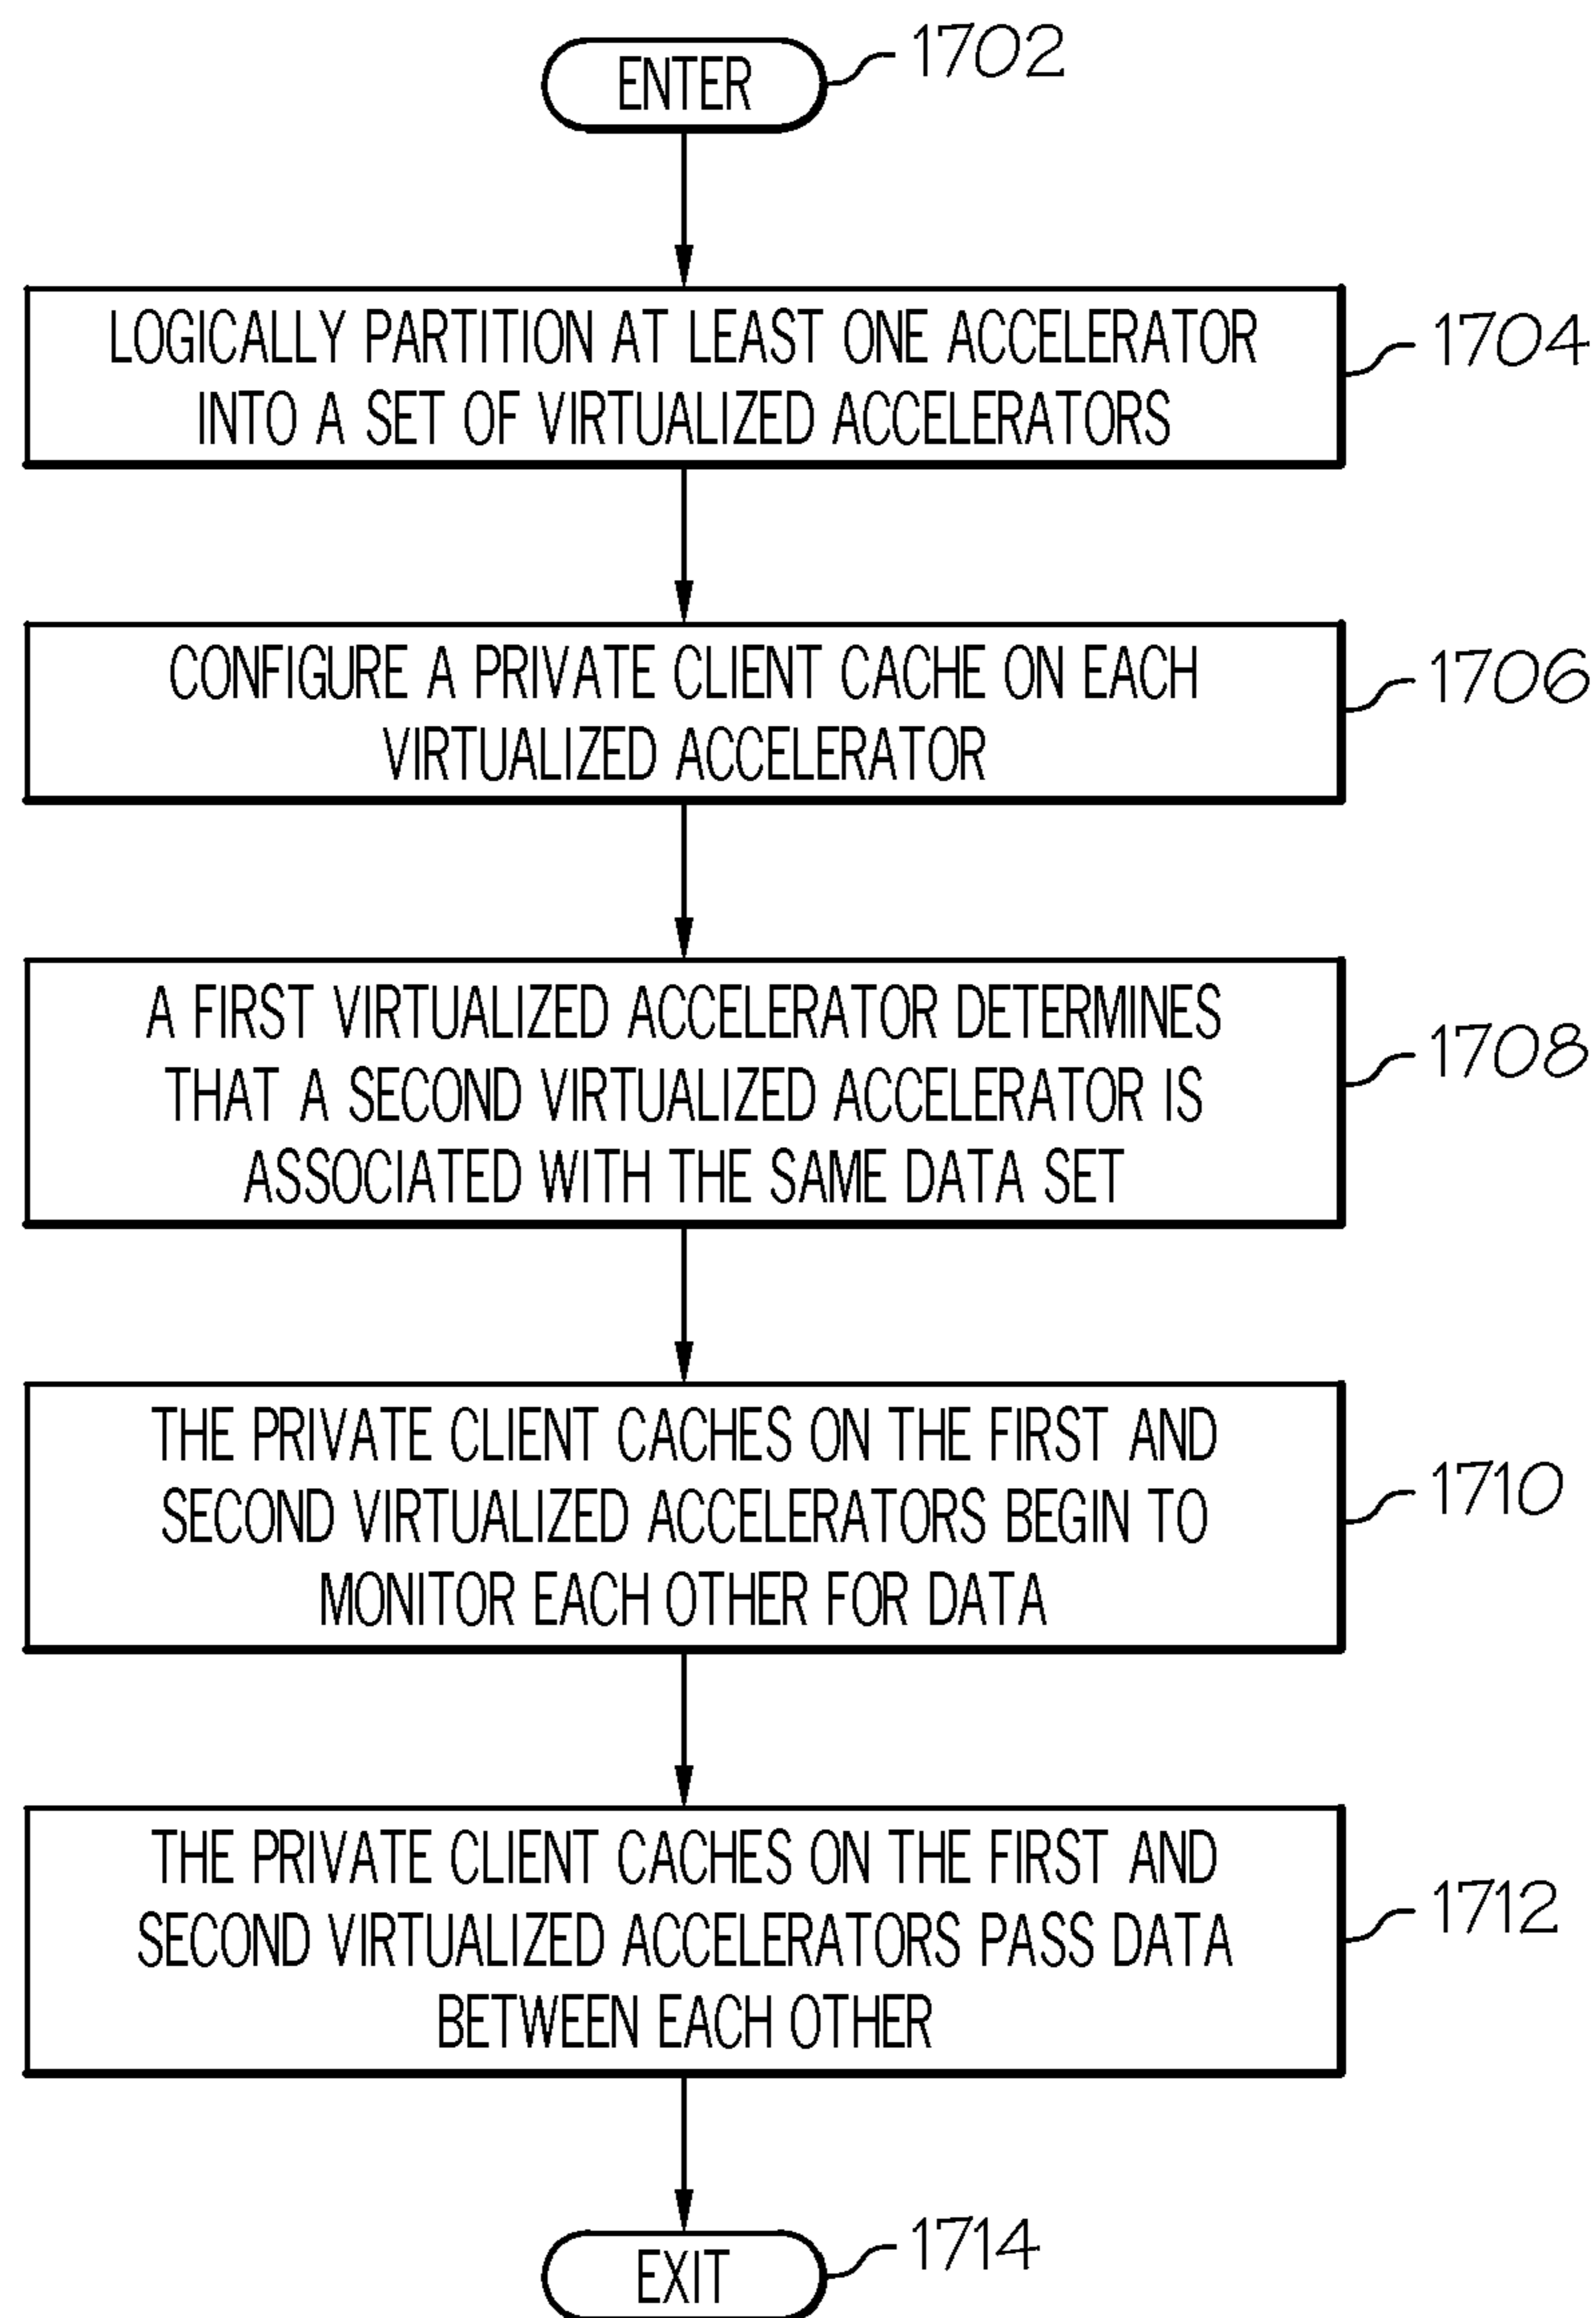 ENTER
1702
LOGICALLY PARTITION AT LEAST ONE ACCELERATOR
INTO A SET OF VIRTUALIZED ACCELERATORS
1704
CONFIGURE A PRIVATE CLIENT CACHE ON EACH
VIRTUALIZED ACCELERATOR
1706
A FIRST VIRTUALIZED ACCELERATOR DETERMINES
THAT A SECOND VIRTUALIZED ACCELERATOR IS
ASSOCIATED WITH THE SAME DATA SET
1708
THE PRIVATE CLIENT CACHES ON THE FIRST AND
SECOND VIRTUALIZED ACCELERATORS BEGIN TO
MONITOR EACH OTHER FOR DATA
1710
THE PRIVATE CLIENT CACHES ON THE FIRST AND
SECOND VIRTUALIZED ACCELERATORS PASS DATA
BETWEEN EACH OTHER
1712
EXIT
1714